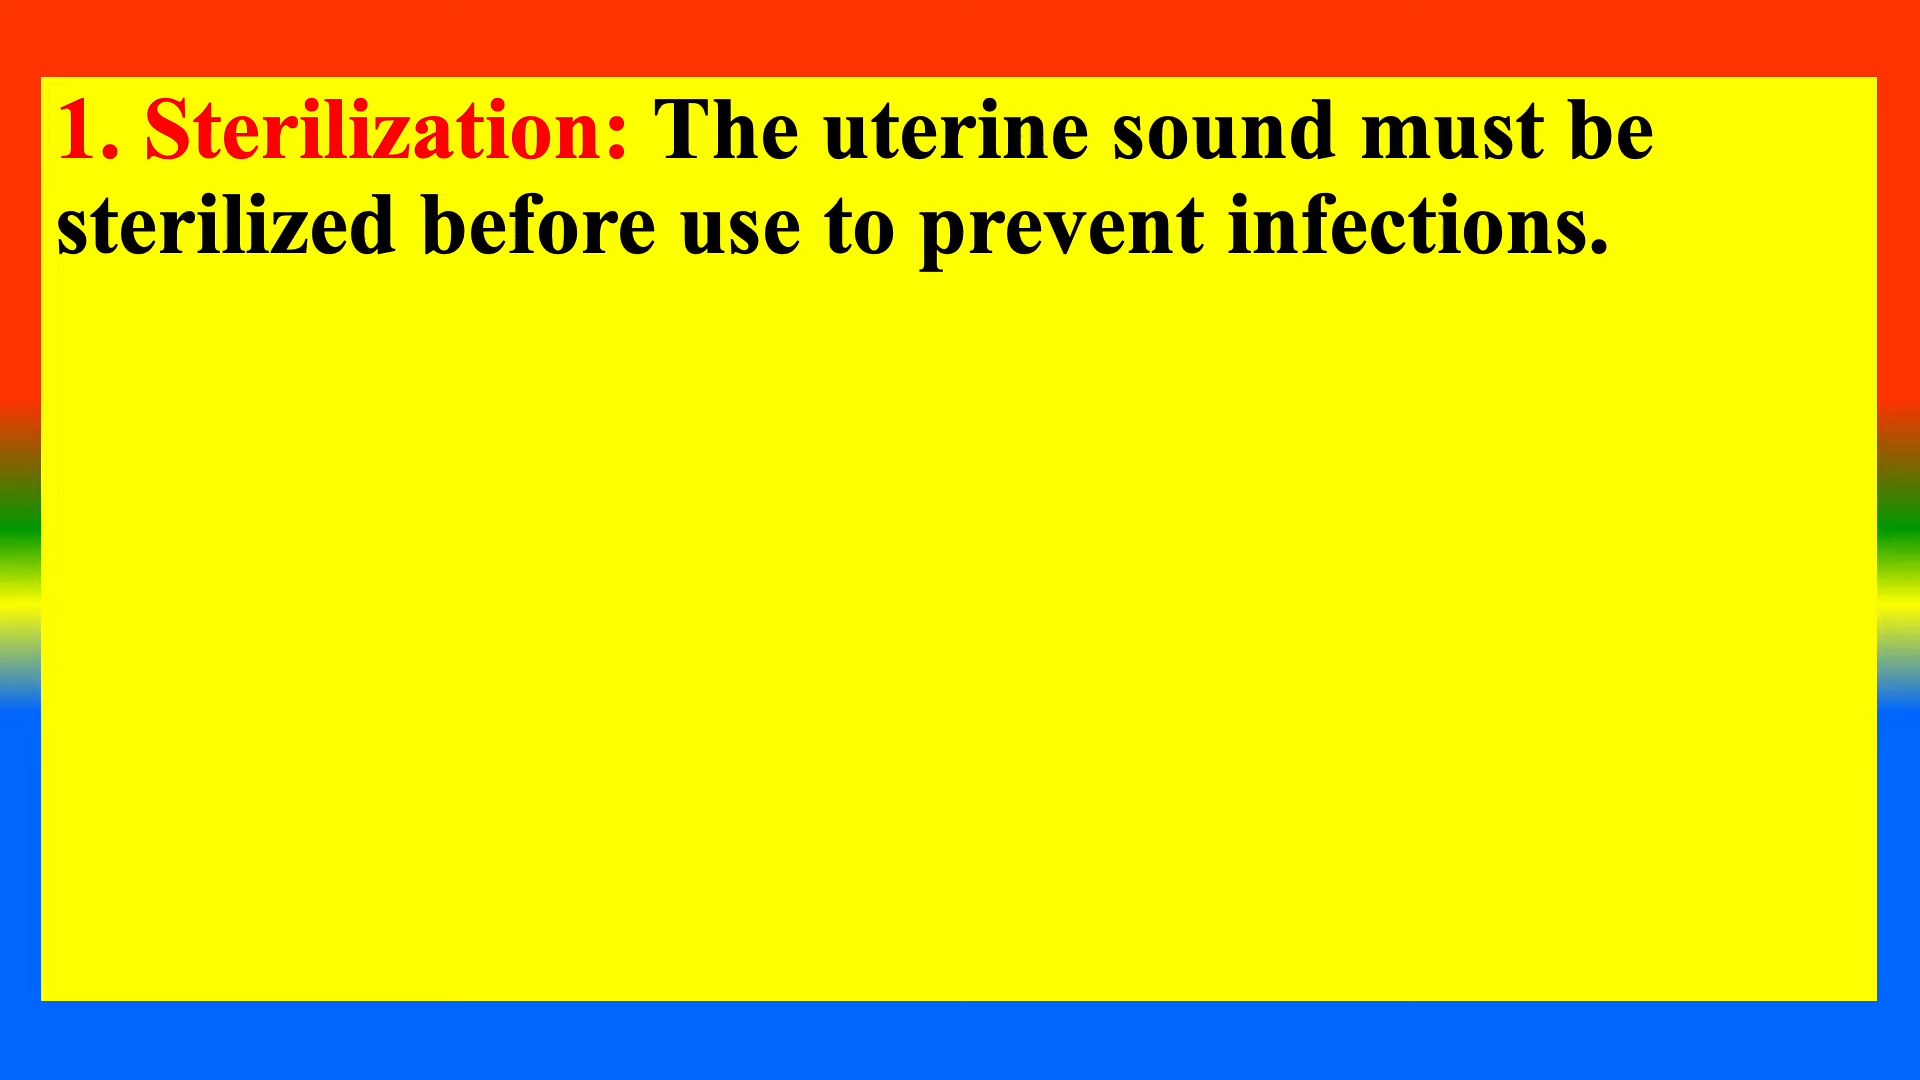 1. Sterilization: The uterine sound must be
sterilized before use to prevent infections.